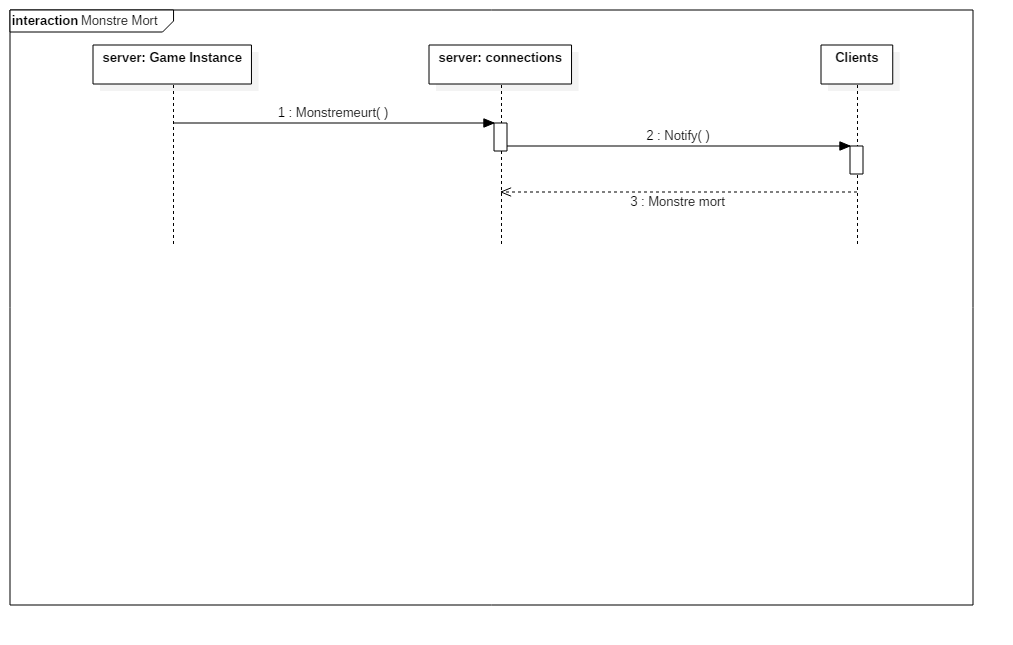 interaction Monstre Mort
server: Game Instance
server: connections
Clients
1 : Monstremeurt( )
2 : Notify( )
3 : Monstre mort